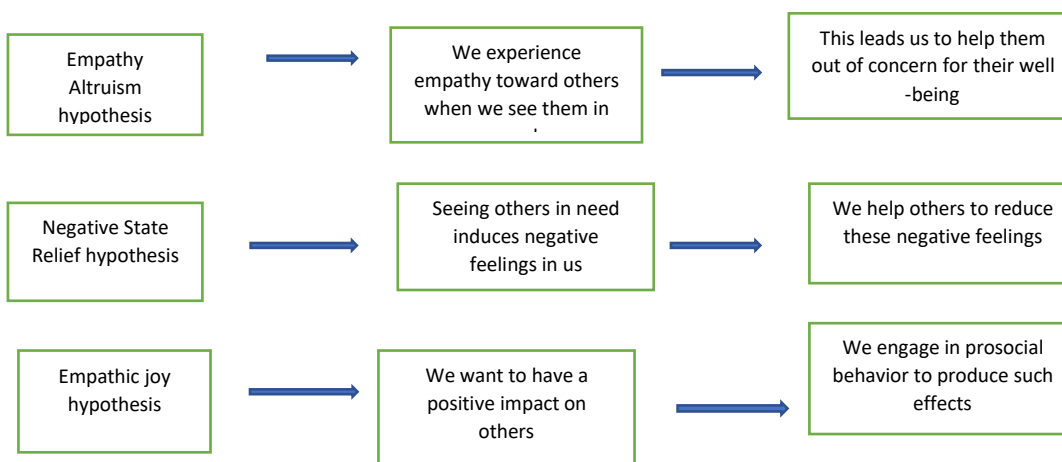 Empathy
Altruism
hypothesis
We experience
empathy toward others
when we see them in
This leads us to help them
out of concern for their well
-being
Negative State
Relief hypothesis
Seeing others in need
induces negative
feelings in us
We help others to reduce
these negative feelings
Empathic joy
hypothesis
We want to have a
positive impact on
others
We engage in prosocial
behavior to produce such
effects